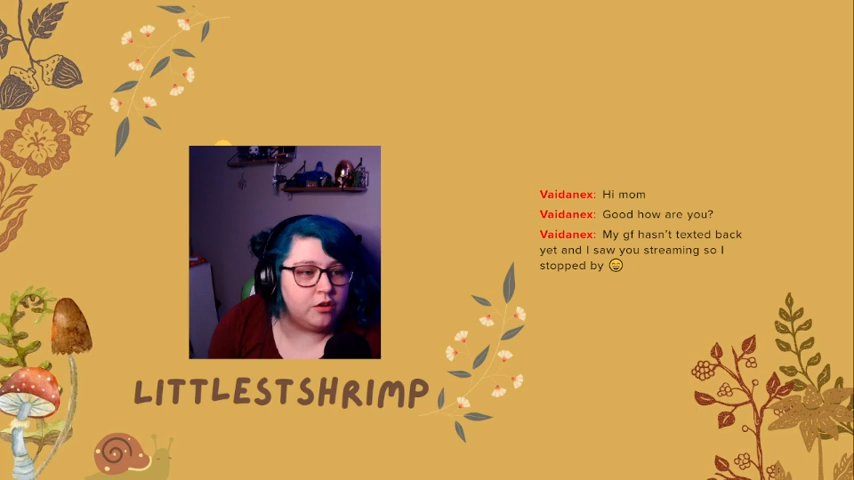 Vaidanex: Hi mom
Vaidanex: Good how are you?
Vaidanex: My gf hasn't texted back
yet and I saw you streaming so I
stopped by 😄
LITTLESTSHRIMP